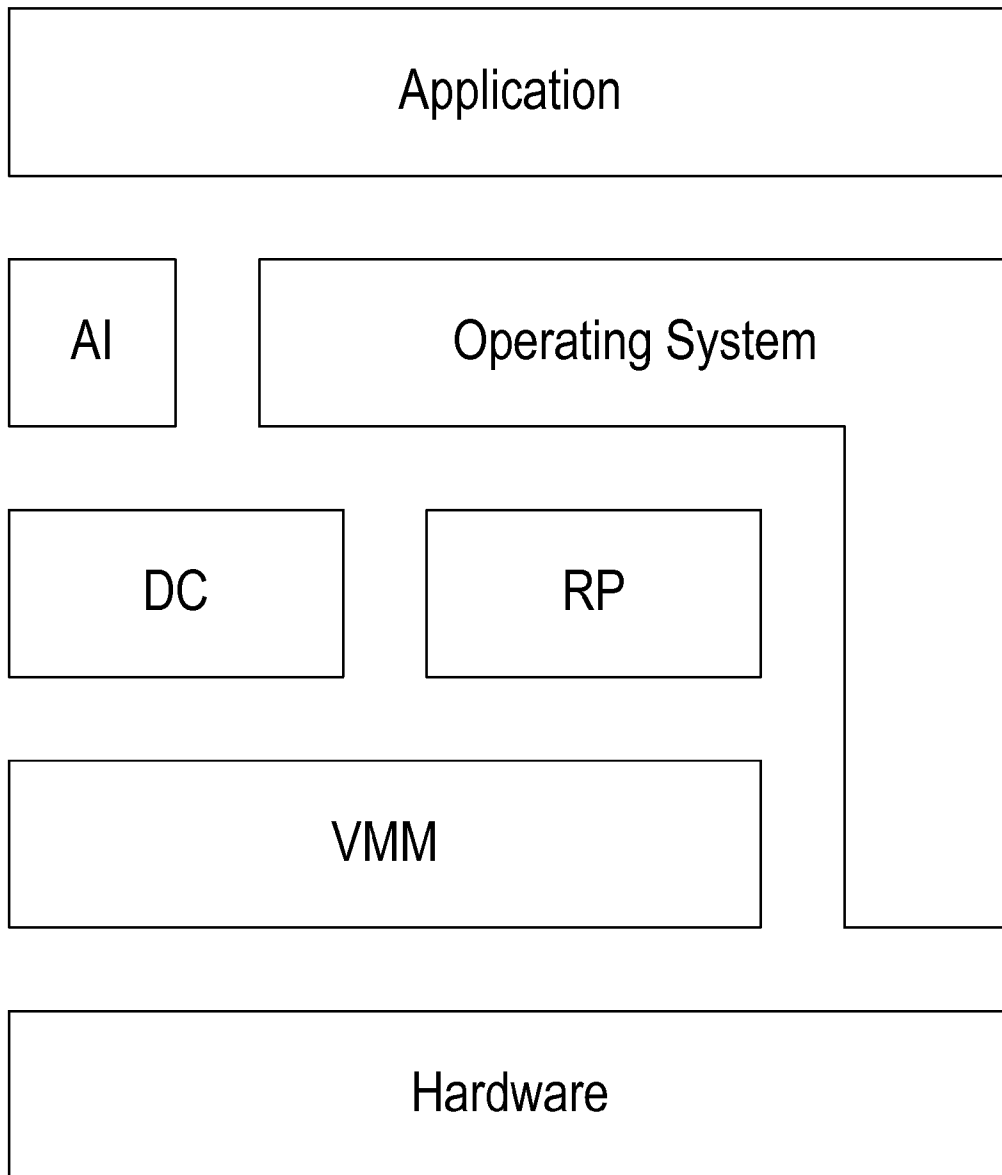 Application
AI
Operating System
DC
RP
VMM
Hardware